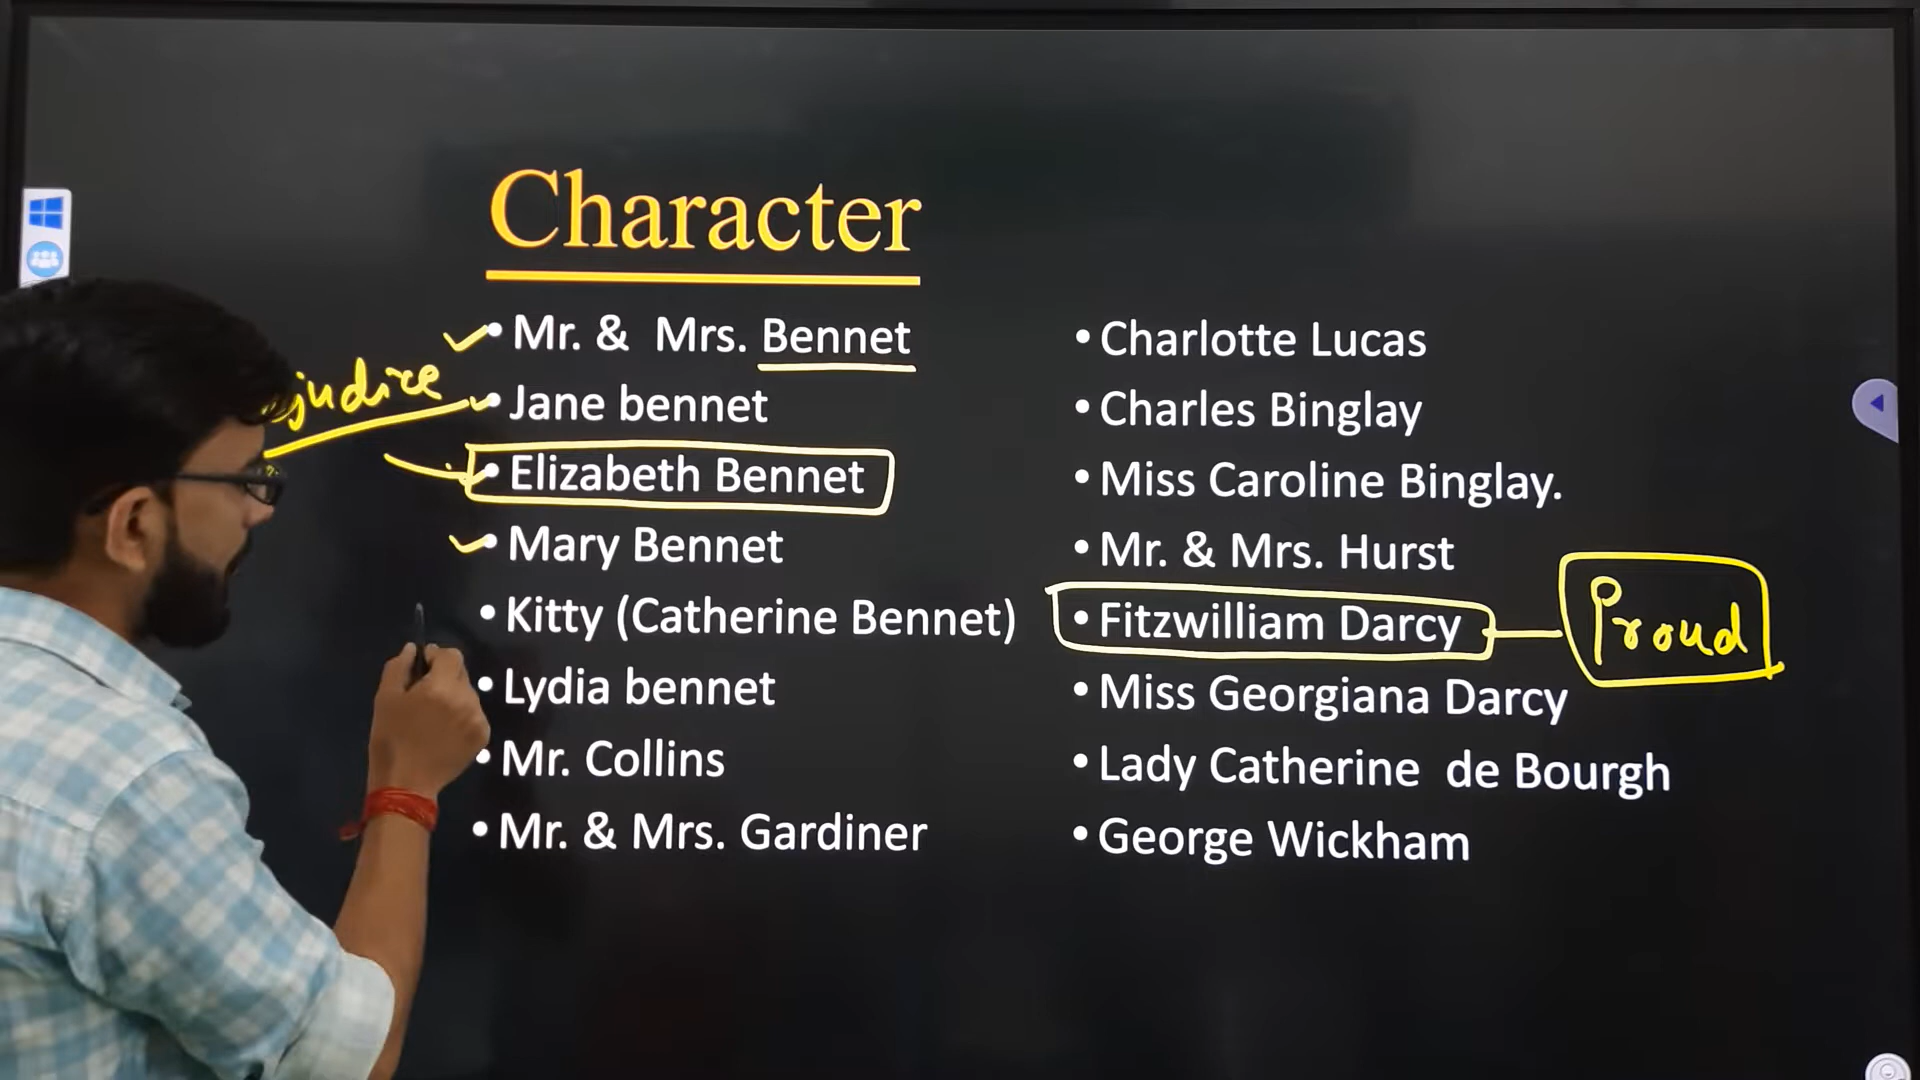 Character
• Mr. & Mrs. Bennet
• Jane bennet
• Elizabeth Bennet
• Mary Bennet
• Kitty (Catherine Bennet)
• Lydia bennet
• Mr. Collins
• Mr. & Mrs. Gardiner
• Charlotte Lucas
• Charles Binglay
• Miss Caroline Binglay.
• Mr. & Mrs. Hurst
• Fitzwilliam Darcy
Proud
• Miss Georgiana Darcy
• Lady Catherine de Bourgh
• George Wickham